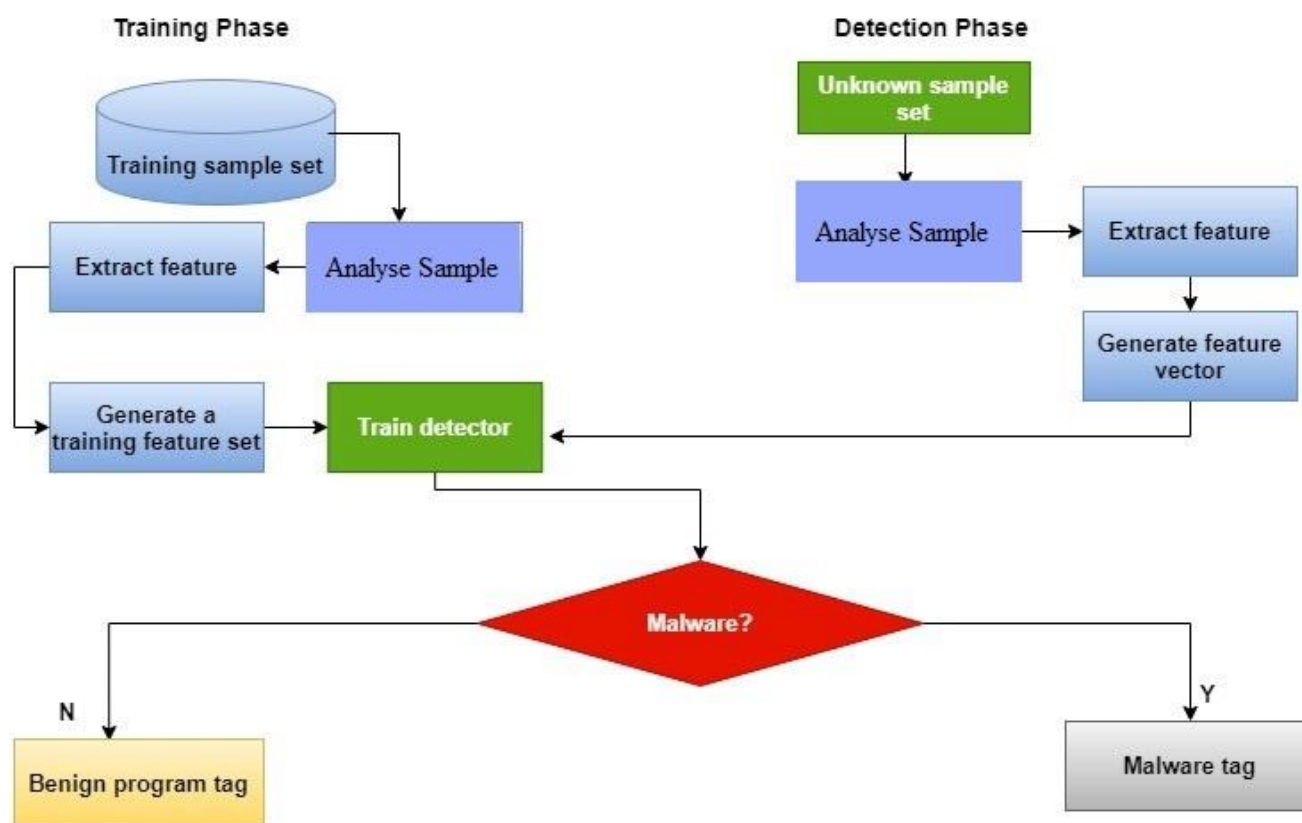 Training Phase
Training sample set
Analyse Sample
Extract feature
Generate a
training feature set
Train detector
Detection Phase
Unknown sample
set
Analyse Sample
Extract feature
Generate feature
vector
Malware?
N
Benign program tag
Y
Malware tag